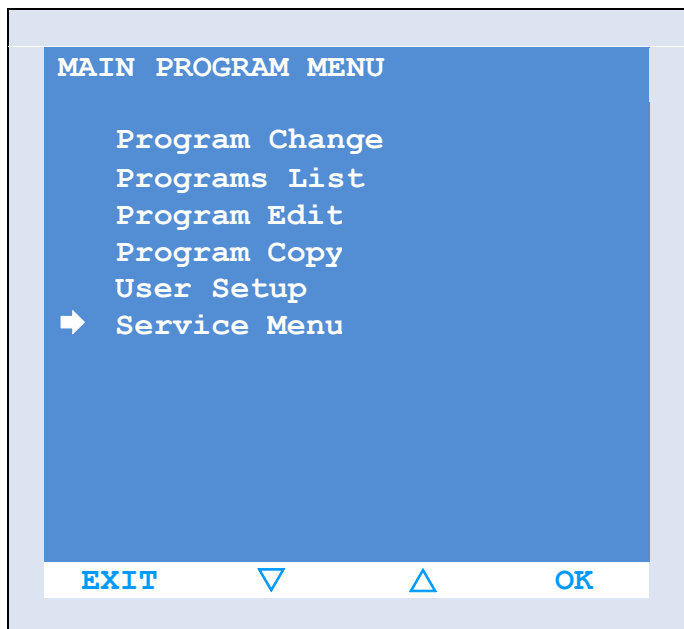 MAIN PROGRAM MENU
Program Change
Programs List
Program Edit
Program Copy
User Setup
Service Menu
EXIT ▽ △ OK